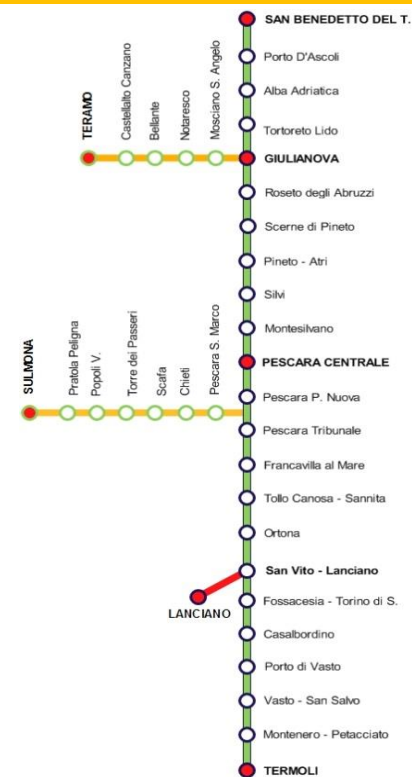 SAN BENEDETTO DEL T.
Porto D'Ascoli
Alba Adriatica
Tortoreto Lido
TERAMO
Castellalto Canzano
Bellante
Notaresco
Mosciano S. Angelo
GIULIANOVA
Roseto degli Abruzzi
Scerne di Pineto
Pineto - Atri
Silvi
Montesilvano
PESCARA CENTRALE
Pescara P. Nuova
SULMONA
Pratola Peligna
Popoli V.
Torre dei Passeri
Scafa
Chieti
Pescara S. Marco
Pescara Tribunale
Francavilla al Mare
Tollo Canosa - Sannita
Ortona
San Vito - Lanciano
LANCIANO
Fossacesia - Torino di S.
Casalbordino
Porto di Vasto
Vasto - San Salvo
Montenero - Petacciato
TERMOLI